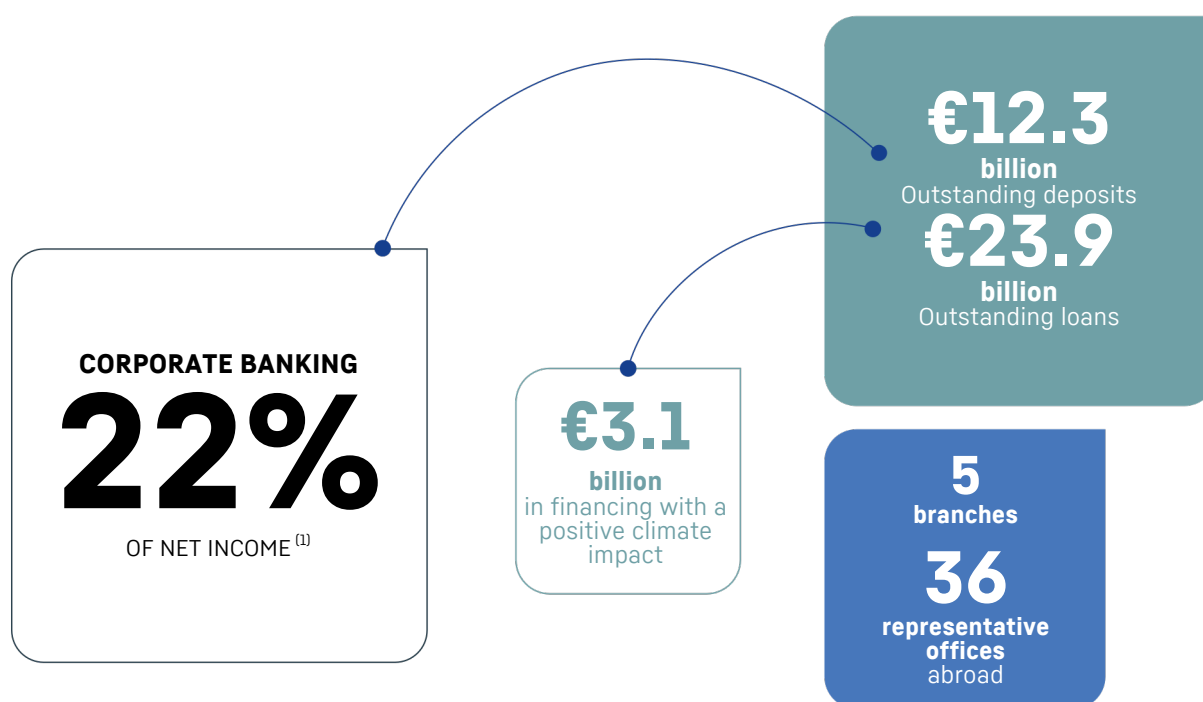 CORPORATE BANKING
22%
OF NET INCOME (1)
€3.1
billion
in financing with a
positive climate
impact
€12.3
billion
Outstanding deposits
€23.9
billion
Outstanding loans
5
branches
36
representative
offices
abroad